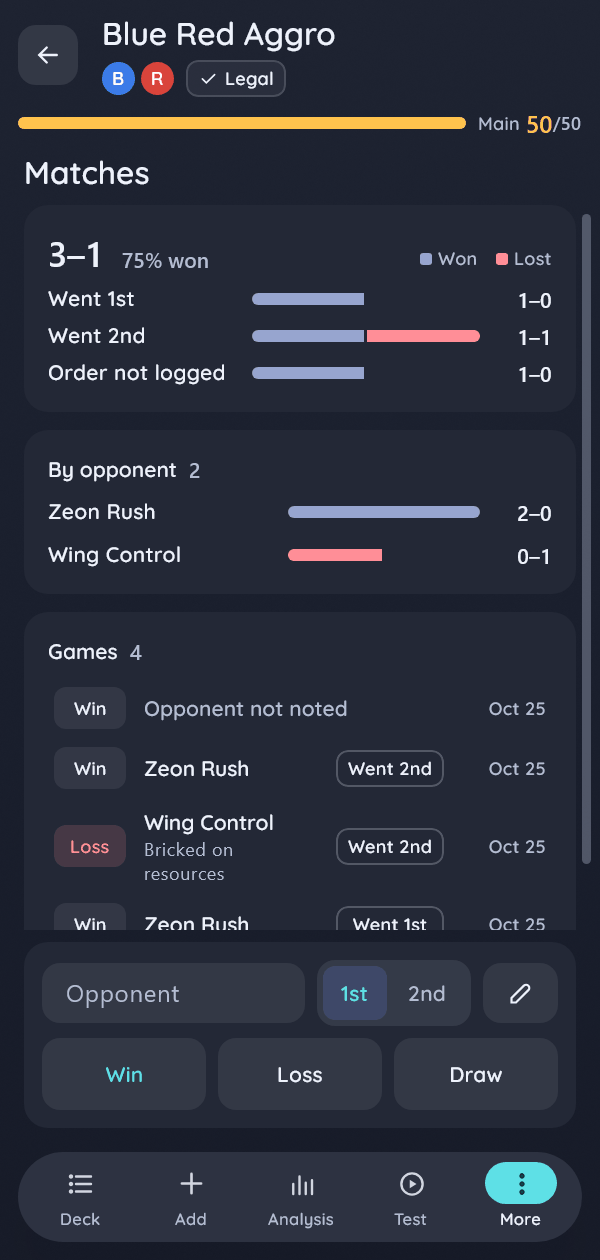 Blue Red Aggro
B R Legal
Main 50/50
Matches
3–1 75% won Won Lost
Went 1st 1–0
Went 2nd 1–1
Order not logged 1–0
By opponent 2
Zeon Rush 2–0
Wing Control 0–1
Games 4
Win Opponent not noted Oct 25
Win Zeon Rush Went 2nd Oct 25
Loss Wing Control Went 2nd Oct 25
Bricked on
resources
Win Zeon Rush Went 1st Oct 25
Opponent 1st 2nd
Win Loss Draw
Deck Add Analysis Test More